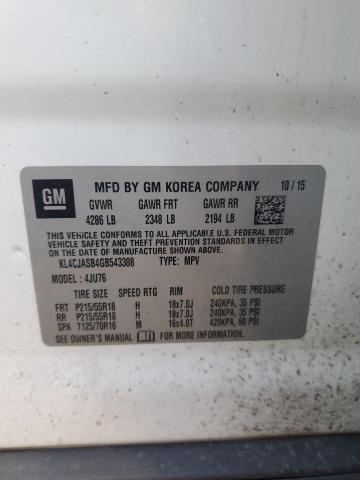 GM
MFD BY GM KOREA COMPANY 10/15
GVWR GAWR FRT GAWR RR
4286 LB 2348 LB 2194 LB
THIS VEHICLE CONFORMS TO ALL APPLICABLE U.S. FEDERAL MOTOR
VEHICLE SAFETY STANDARDS IN EFFECT ON THE DATE OF
MANUFACTURE SHOWN ABOVE.
KL4CJASB4GB543388 TYPE: MPV
MODEL: 4JU76
TIRE SIZE SPEED RTG RIM COLD TIRE PRESSURE
FRT P215/55R18 H 18x7.0J 240KPA, 35 PSI
RR P215/55R18 H 18x7.0J 240KPA, 35 PSI
SPA T125/70R16 M 16x4.0T 420KPA, 60 PSI
SEE OWNER'S MANUAL FOR ADDITIONAL INFORMATION.